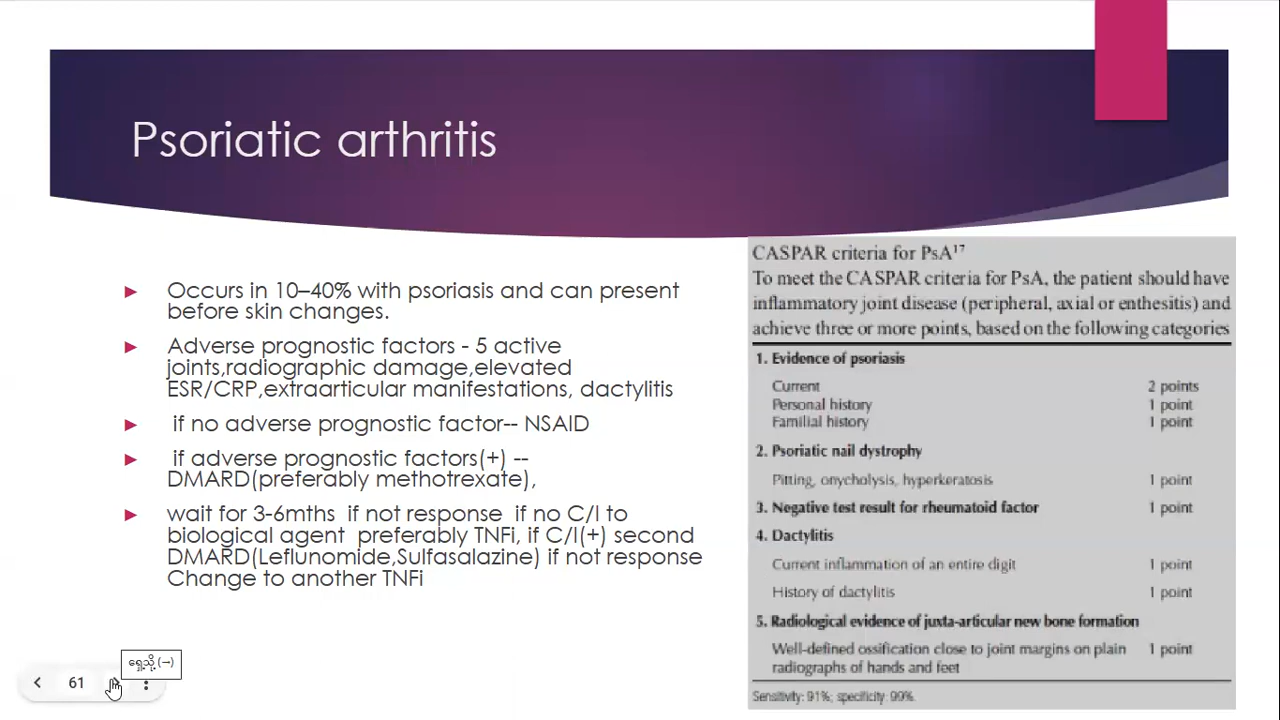 Psoriatic arthritis
Occurs in 10–40% with psoriasis and can present
before skin changes.
Adverse prognostic factors - 5 active
joints,radiographic damage,elevated
ESR/CRP,extraarticular manifestations, dactylitis
if no adverse prognostic factor-- NSAID
if adverse prognostic factors(+) --
DMARD(preferably methotrexate),
wait for 3-6mths if not response if no C/I to
biological agent preferably TNFi, if C/I(+) second
DMARD(Leflunomide,Sulfasalazine) if not response
Change to another TNFi
CASPAR criteria for PsA¹⁷
To meet the CASPAR criteria for PsA, the patient should have
inflammatory joint disease (peripheral, axial or enthesitis) and
achieve three or more points, based on the following categories
1. Evidence of psoriasis
Current 2 points
Personal history 1 point
Familial history 1 point
2. Psoriatic nail dystrophy
Pitting, onycholysis, hyperkeratosis 1 point
3. Negative test result for rheumatoid factor 1 point
4. Dactylitis
Current inflammation of an entire digit 1 point
History of dactylitis 1 point
5. Radiological evidence of juxta-articular new bone formation
Well-defined ossification close to joint margins on plain 1 point
radiographs of hands and feet
Sensitivity: 91%; specificity: 99%.
ရှေ့သို့ (→)
61